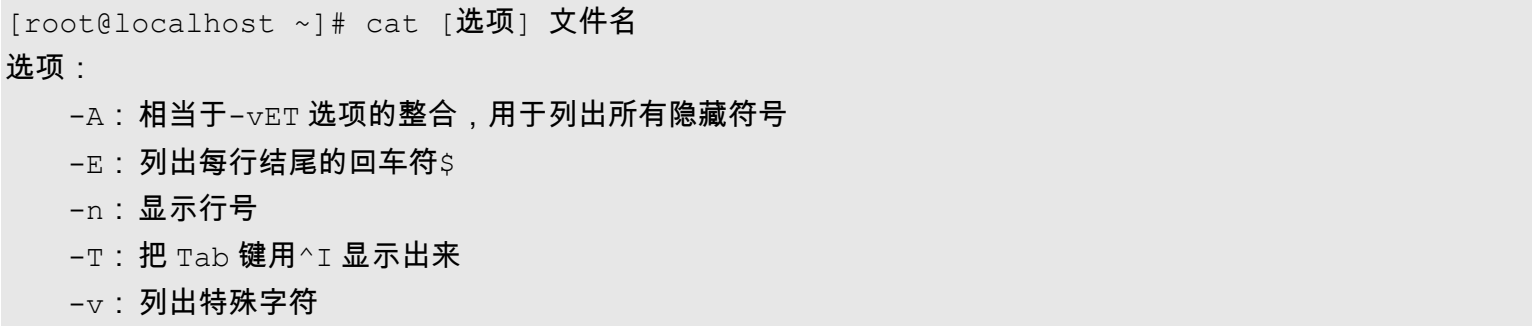 [root@localhost ~]# cat [选项] 文件名
选项：
-A： 相当于-vET 选项的整合，用于列出所有隐藏符号
-E： 列出每行结尾的回车符$
-n： 显示行号
-T： 把 Tab 键用^I 显示出来
-v： 列出特殊字符